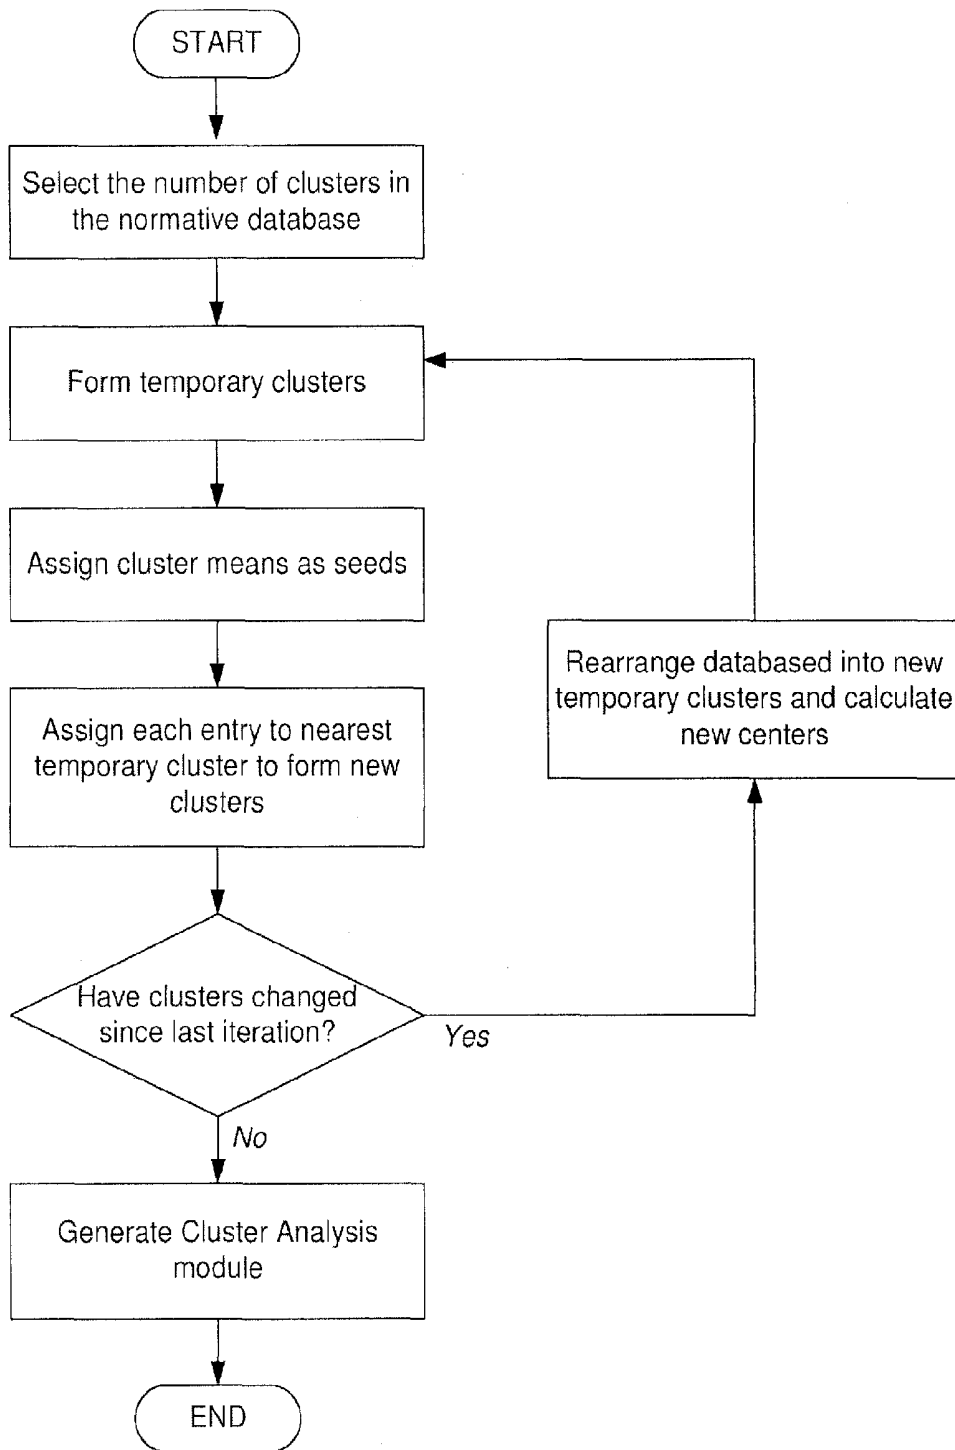 START
Select the number of clusters in
the normative database
Form temporary clusters
Assign cluster means as seeds
Rearrange databased into new
temporary clusters and calculate
new centers
Assign each entry to nearest
temporary cluster to form new
clusters
Have clusters changed
since last iteration?
Yes
No
Generate Cluster Analysis
module
END